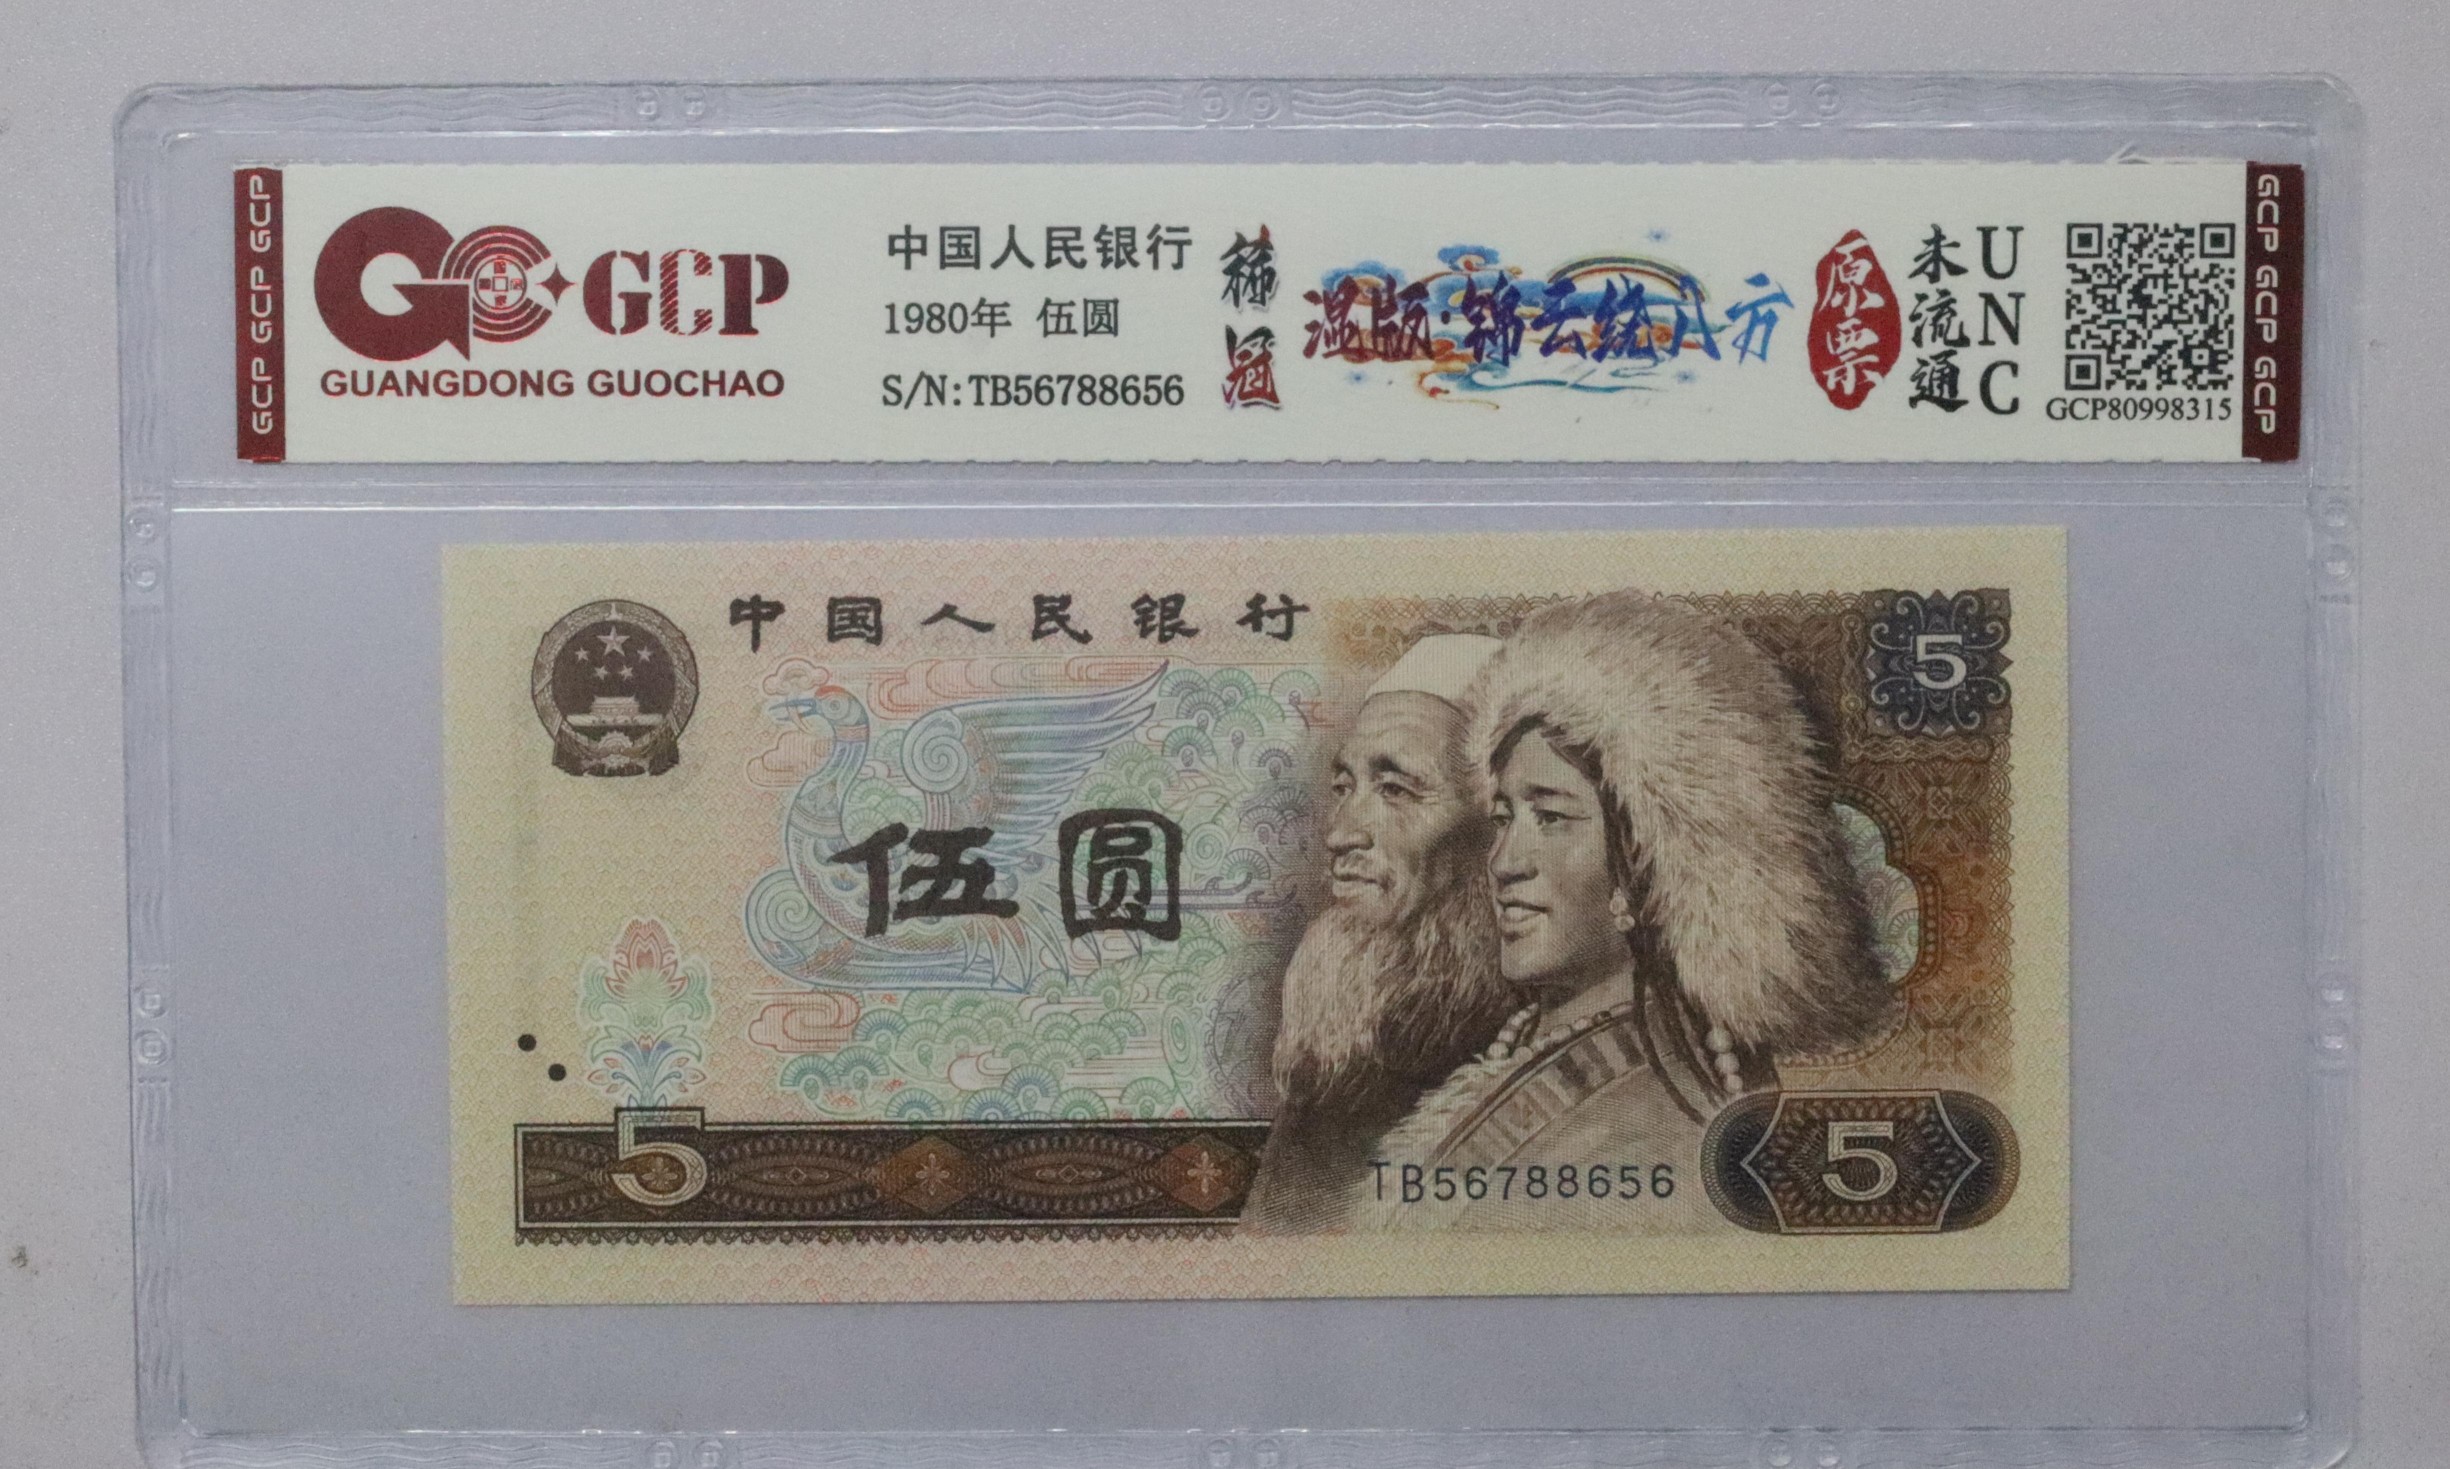 GCP GCP GCP
GCP
GUANGDONG GUOCHAO
中国人民银行
1980年 伍圆
S/N:TB56788656
稀冠
温版·锦云绕八方
原票
未流通
UNC
GCP80998315
GCP GCP GCP
中国人民银行
5
伍圆
5
TB56788656
5